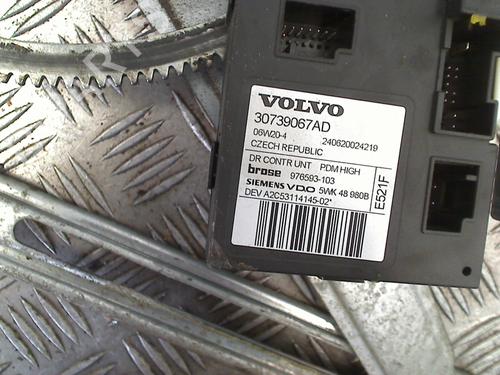 VOLVO
30739067AD
06W20-4 240620024219
CZECH REPUBLIC
DR CONTR UNT PDM HIGH
brose 976593-103
SIEMENS VDO 5WK 48 980B
DEV.A2C53114145-02*
E521F